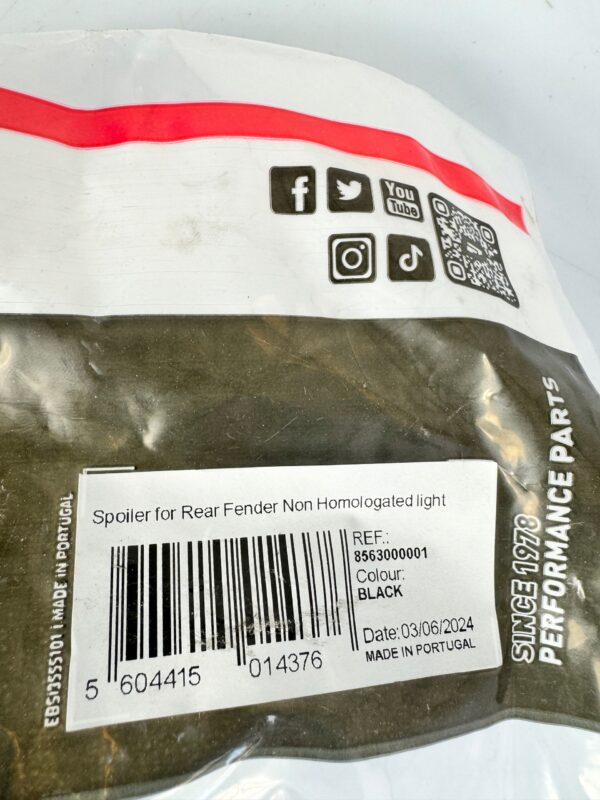 f
You
Tube
Spoiler for Rear Fender Non Homologated light
REF.:
8563000001
Colour:
BLACK
Date:03/06/2024
MADE IN PORTUGAL
5 604415 014376
SINCE 1978
PERFORMANCE PARTS
| MADE IN PORTUGAL